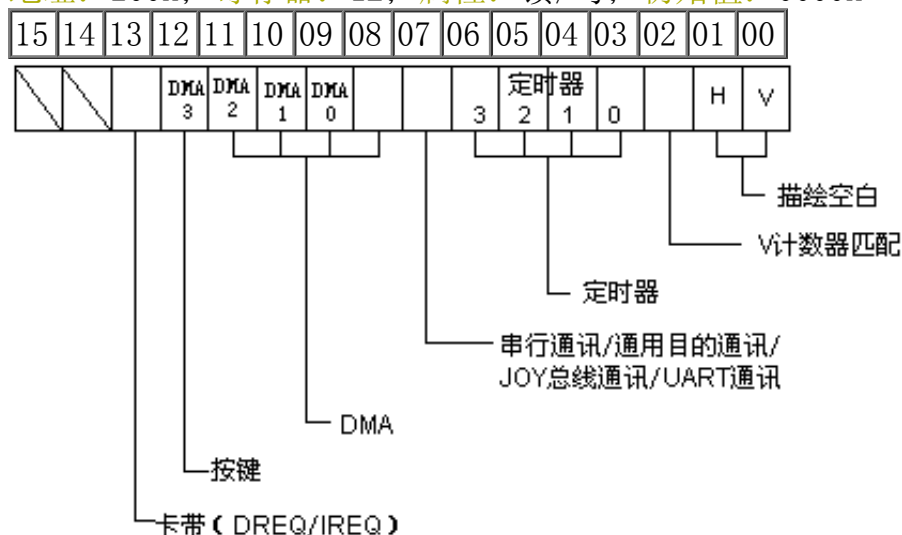 15 14 13 12 11 10 09 08 07 06 05 04 03 02 01 00
DMA 3 DMA 2 DMA 1 DMA 0 定时器 3 2 1 0 H V
描绘空白
V计数器匹配
定时器
串行通讯/通用目的通讯/
JOY总线通讯/UART通讯
DMA
按键
卡带(DREQ/IREQ)